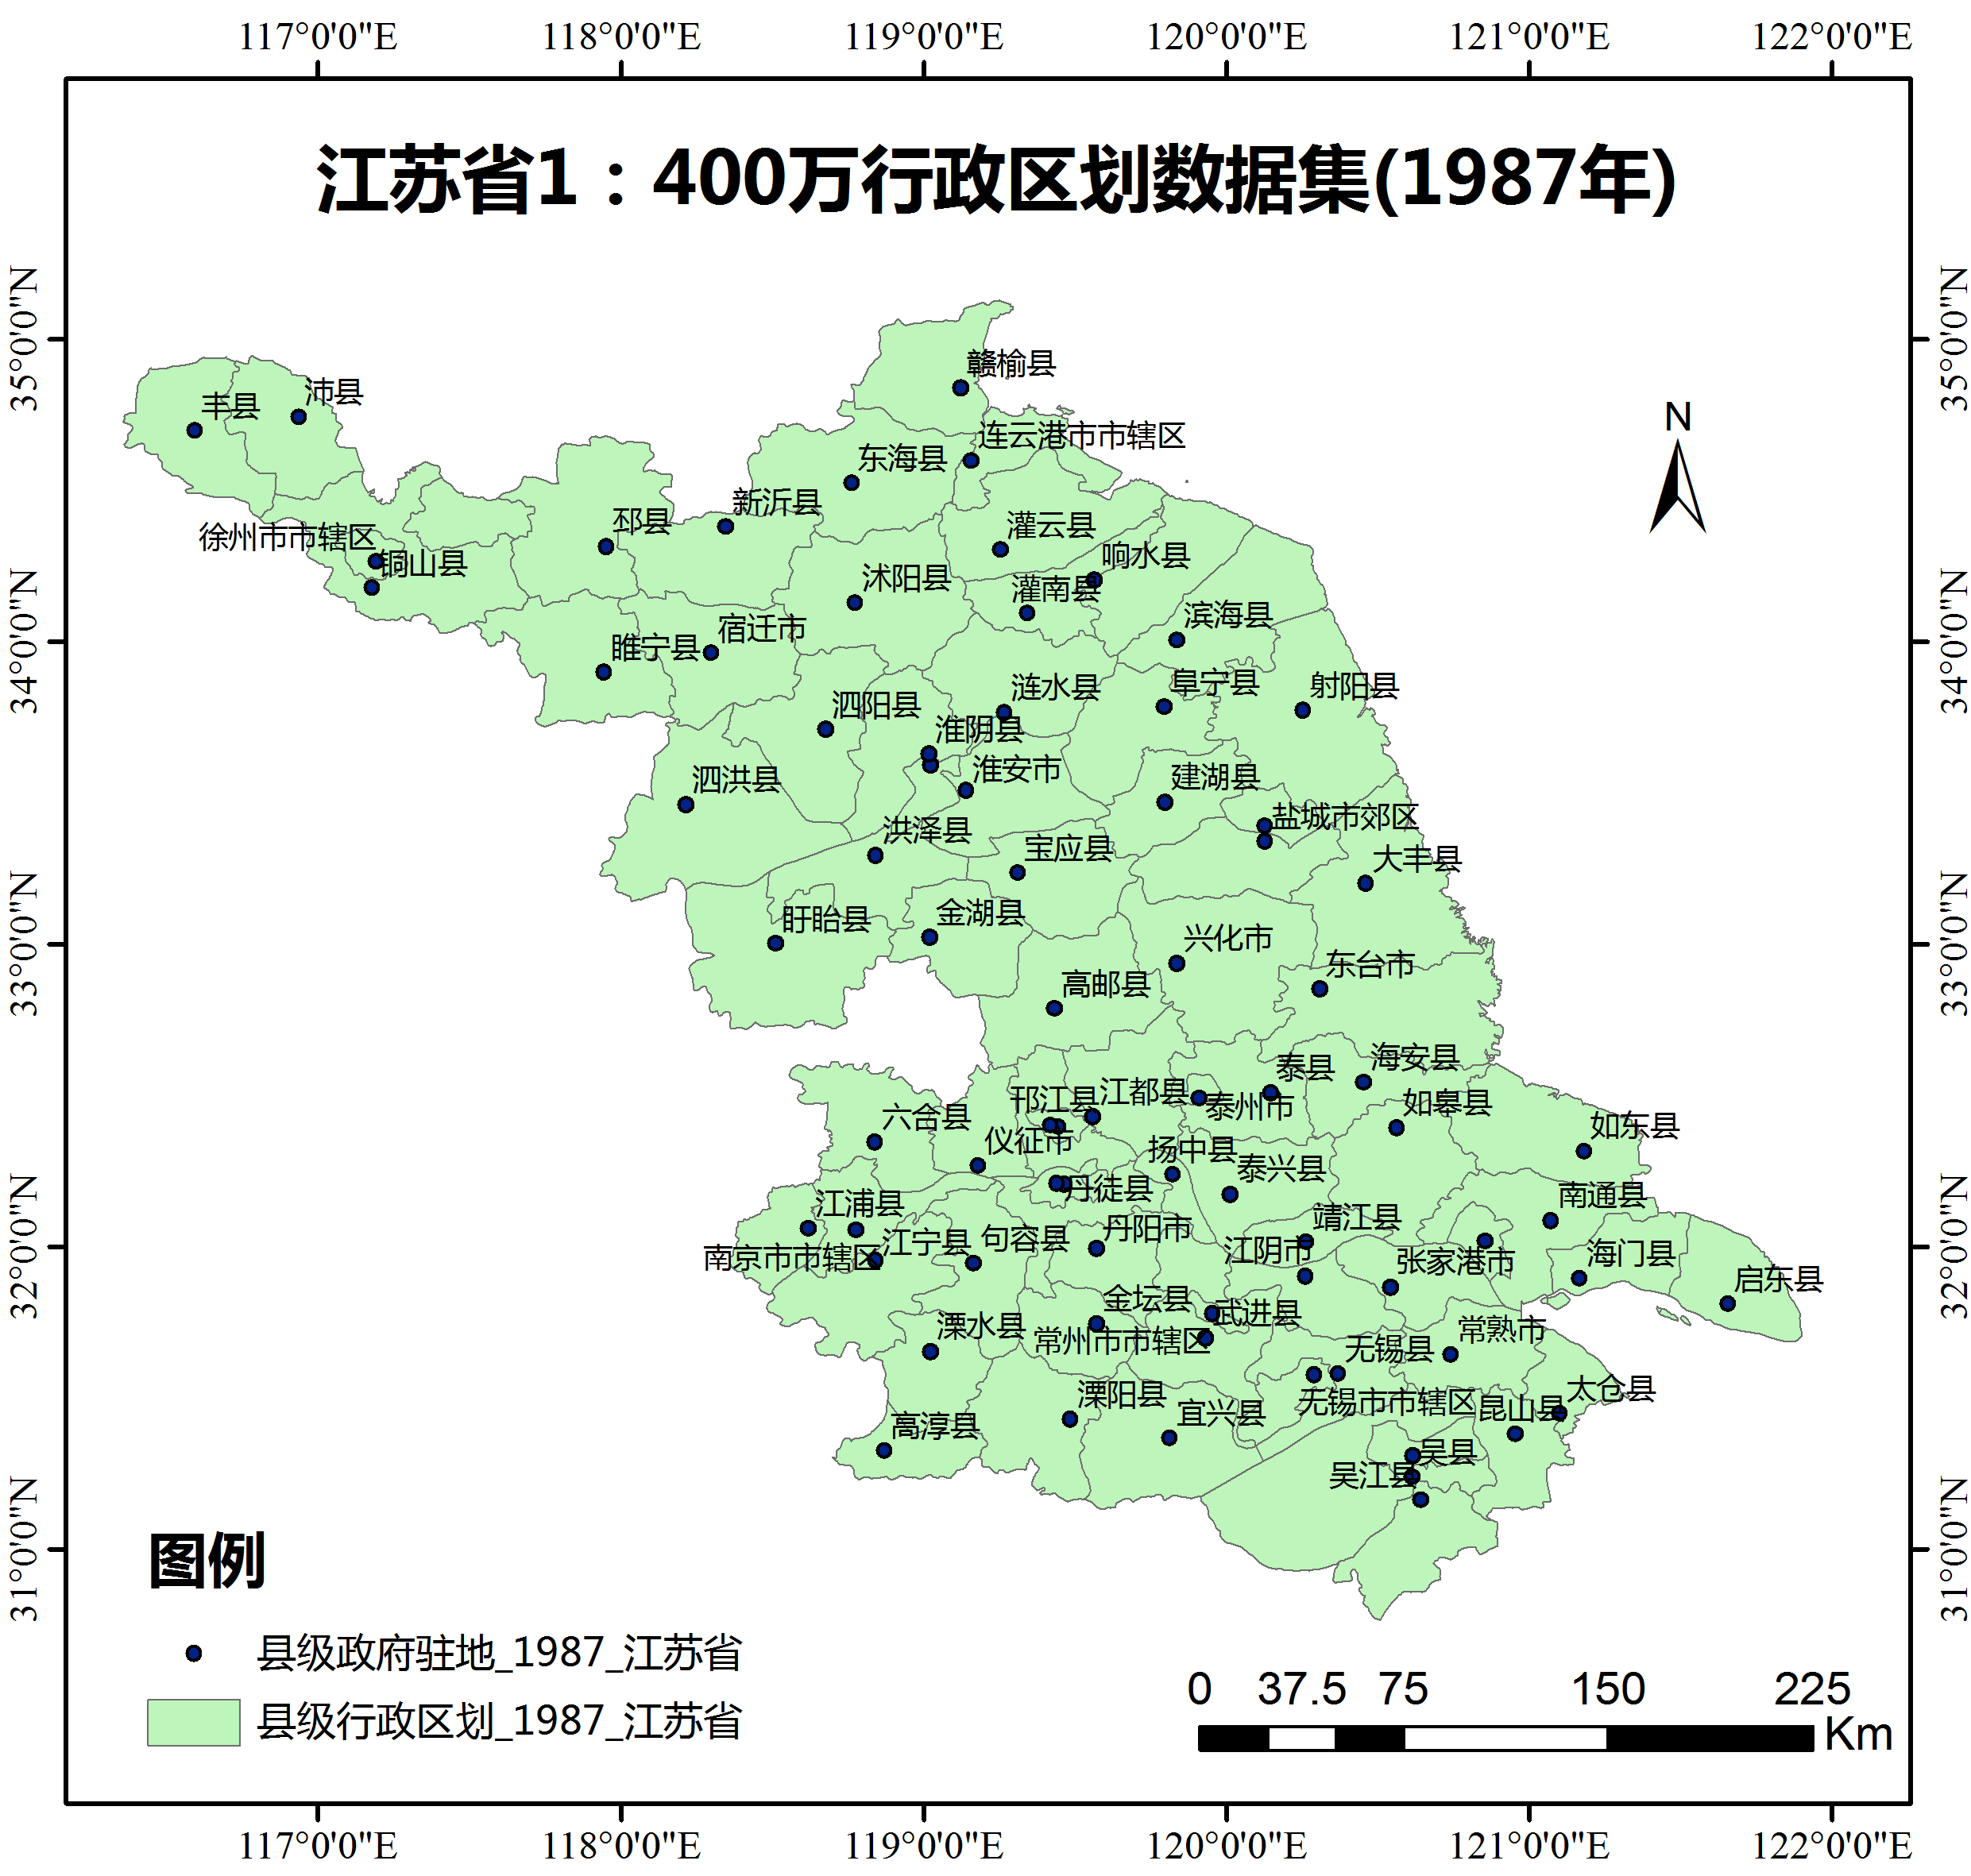 117°0'0"E 118°0'0"E 119°0'0"E 120°0'0"E 121°0'0"E 122°0'0"E
江苏省1：400万行政区划数据集(1987年)
35°0'0"N
34°0'0"N
33°0'0"N
32°0'0"N
31°0'0"N
35°0'0"N
34°0'0"N
33°0'0"N
32°0'0"N
31°0'0"N
N
赣榆县
丰县
沛县
连云港市市辖区
东海县
新沂县
邳县
灌云县
徐州市市辖区
铜山县
响水县
沭阳县
灌南县
滨海县
宿迁市
睢宁县
阜宁县
射阳县
涟水县
泗阳县
淮阴县
淮安市
泗洪县
建湖县
盐城市郊区
洪泽县
宝应县
大丰县
盱眙县
金湖县
兴化市
东台市
高邮县
海安县
泰县
江都县
邗江县
泰州市
如皋县
六合县
如东县
仪征市
扬中县
泰兴县
丹徒县
南通县
江浦县
靖江县
丹阳市
句容县
江宁县
江阴市
南京市市辖区
张家港市
海门县
启东县
金坛县
武进县
溧水县
常州市市辖区
常熟市
无锡县
溧阳县
无锡市市辖区
太仓县
宜兴县
昆山县
高淳县
吴县
吴江县
图例
县级政府驻地_1987_江苏省
县级行政区划_1987_江苏省
0 37.5 75 150 225
Km
117°0'0"E 118°0'0"E 119°0'0"E 120°0'0"E 121°0'0"E 122°0'0"E